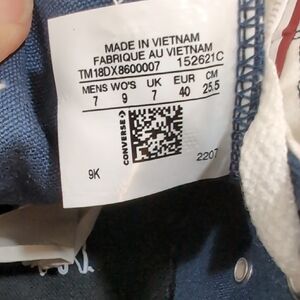 MADE IN VIETNAM
FABRIQUE AU VIETNAM
TM18DX8600007 152621C
MENS WO'S UK EUR CM
7 9 7 40 25.5
CONVERSE
9K 2207